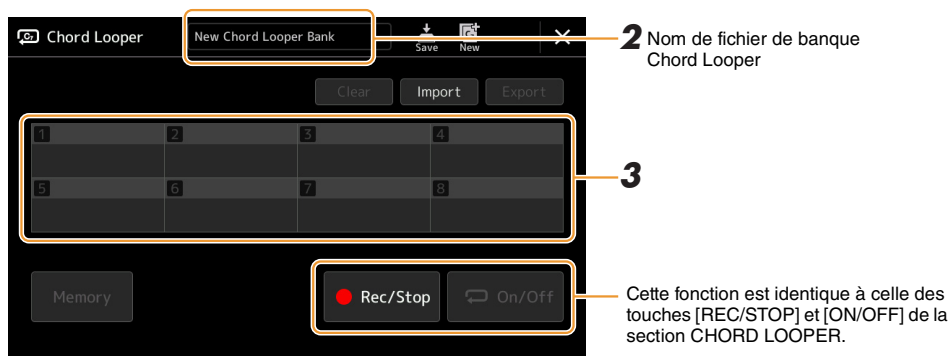 Chord Looper
New Chord Looper Bank
Save
New
2 Nom de fichier de banque
Chord Looper
Clear
Import
Export
1
2
3
4
3
5
6
7
8
Memory
Rec/Stop
On/Off
Cette fonction est identique à celle des
touches [REC/STOP] et [ON/OFF] de la
section CHORD LOOPER.